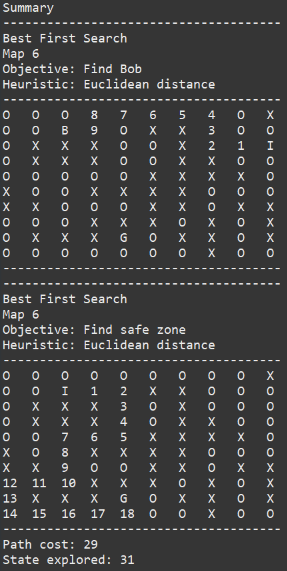 Summary
--------------------------------------
Best First Search
Map 6
Objective: Find Bob
Heuristic: Euclidean distance
--------------------------------------
O O O 8 7 6 5 4 O X
O O B 9 O X X 3 O O
O X X X O O X 2 1 I
O X X X O X X O O O
O O O O O X X X X O
X O O X X X X O O O
X X O O O X X O X X
O O O X X X O X O X
O X X X G O X X O X
O O O O O O O X O O
--------------------------------------
--------------------------------------
Best First Search
Map 6
Objective: Find safe zone
Heuristic: Euclidean distance
--------------------------------------
O O O O O O O O O X
O O I 1 2 X X O O O
O X X X 3 O X O O O
O X X X 4 X X O O O
O O 7 6 5 X X X X O
X O 8 X X X X O O O
X X 9 O O X X O X X
12 11 10 X X X O X O X
13 X X X G O X X O X
14 15 16 17 18 O O X O O
--------------------------------------
Path cost: 29
State explored: 31